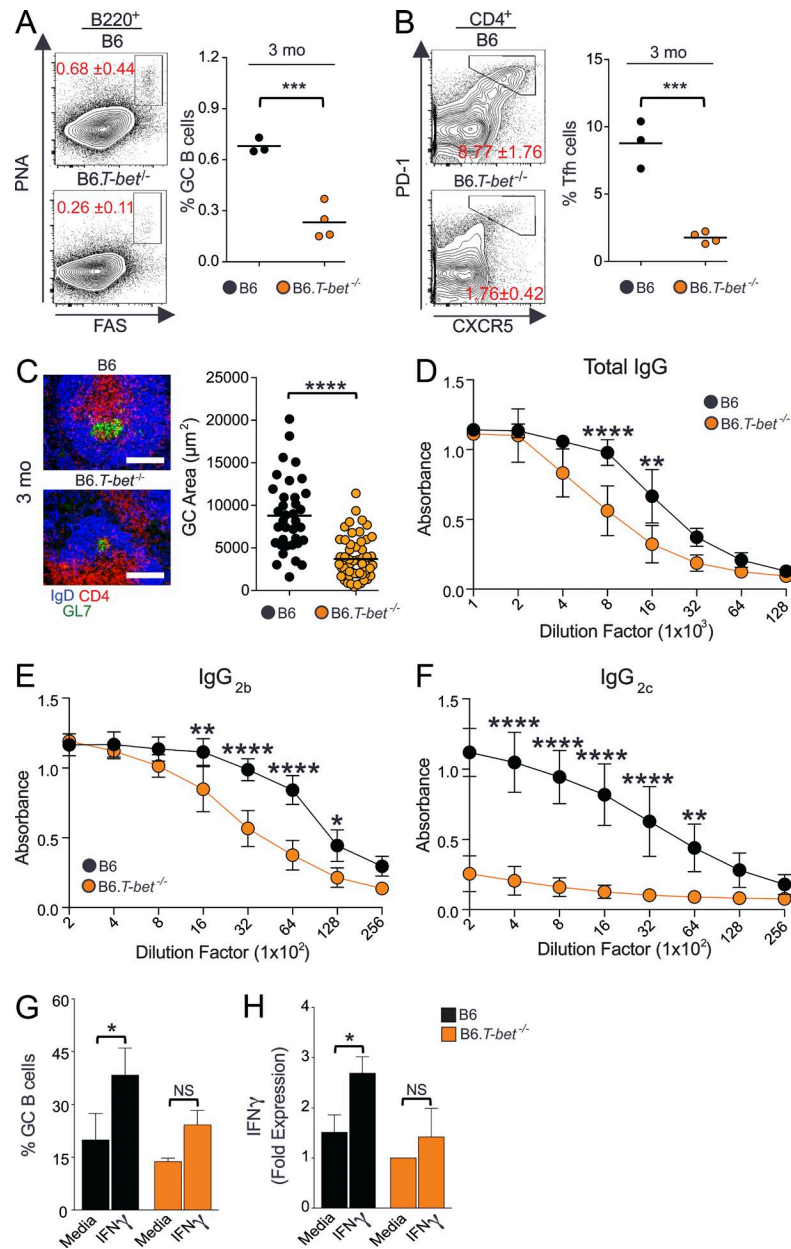 A
B220+
B6
0.68 ±0.44
B6.T-bet/-
0.26 ±0.11
PNA
FAS
% GC B cells
3 mo
***
1.2
0.9
0.6
0.3
0.0
B6
B6.T-bet-/-
B
CD4+
B6
8.77 ±1.76
B6.T-bet-/-
1.76±0.42
PD-1
CXCR5
% Tfh cells
3 mo
***
15
10
5
0
B6
B6.T-bet-/-
C
3 mo
B6
B6.T-bet-/-
IgD CD4
GL7
GC Area (μm2)
****
25000
20000
15000
10000
5000
0
B6
B6.T-bet-/-
D
Total IgG
B6
B6.T-bet-/-
****
**
Absorbance
1.5
1.0
0.5
0.0
1 2 4 8 16 32 64 128
Dilution Factor (1x103)
E
IgG2b
**
****
****
*
Absorbance
1.5
1.0
0.5
0.0
B6
B6.T-bet-/-
2 4 8 16 32 64 128 256
Dilution Factor (1x102)
F
IgG2c
****
****
****
****
**
Absorbance
1.5
1.0
0.5
0.0
2 4 8 16 32 64 128 256
Dilution Factor (1x102)
G
% GC B cells
60
45
30
15
0
*
NS
Media IFNγ Media IFNγ
H
IFNγ
(Fold Expression)
4
3
2
1
0
*
NS
Media IFNγ Media IFNγ
B6
B6.T-bet-/-